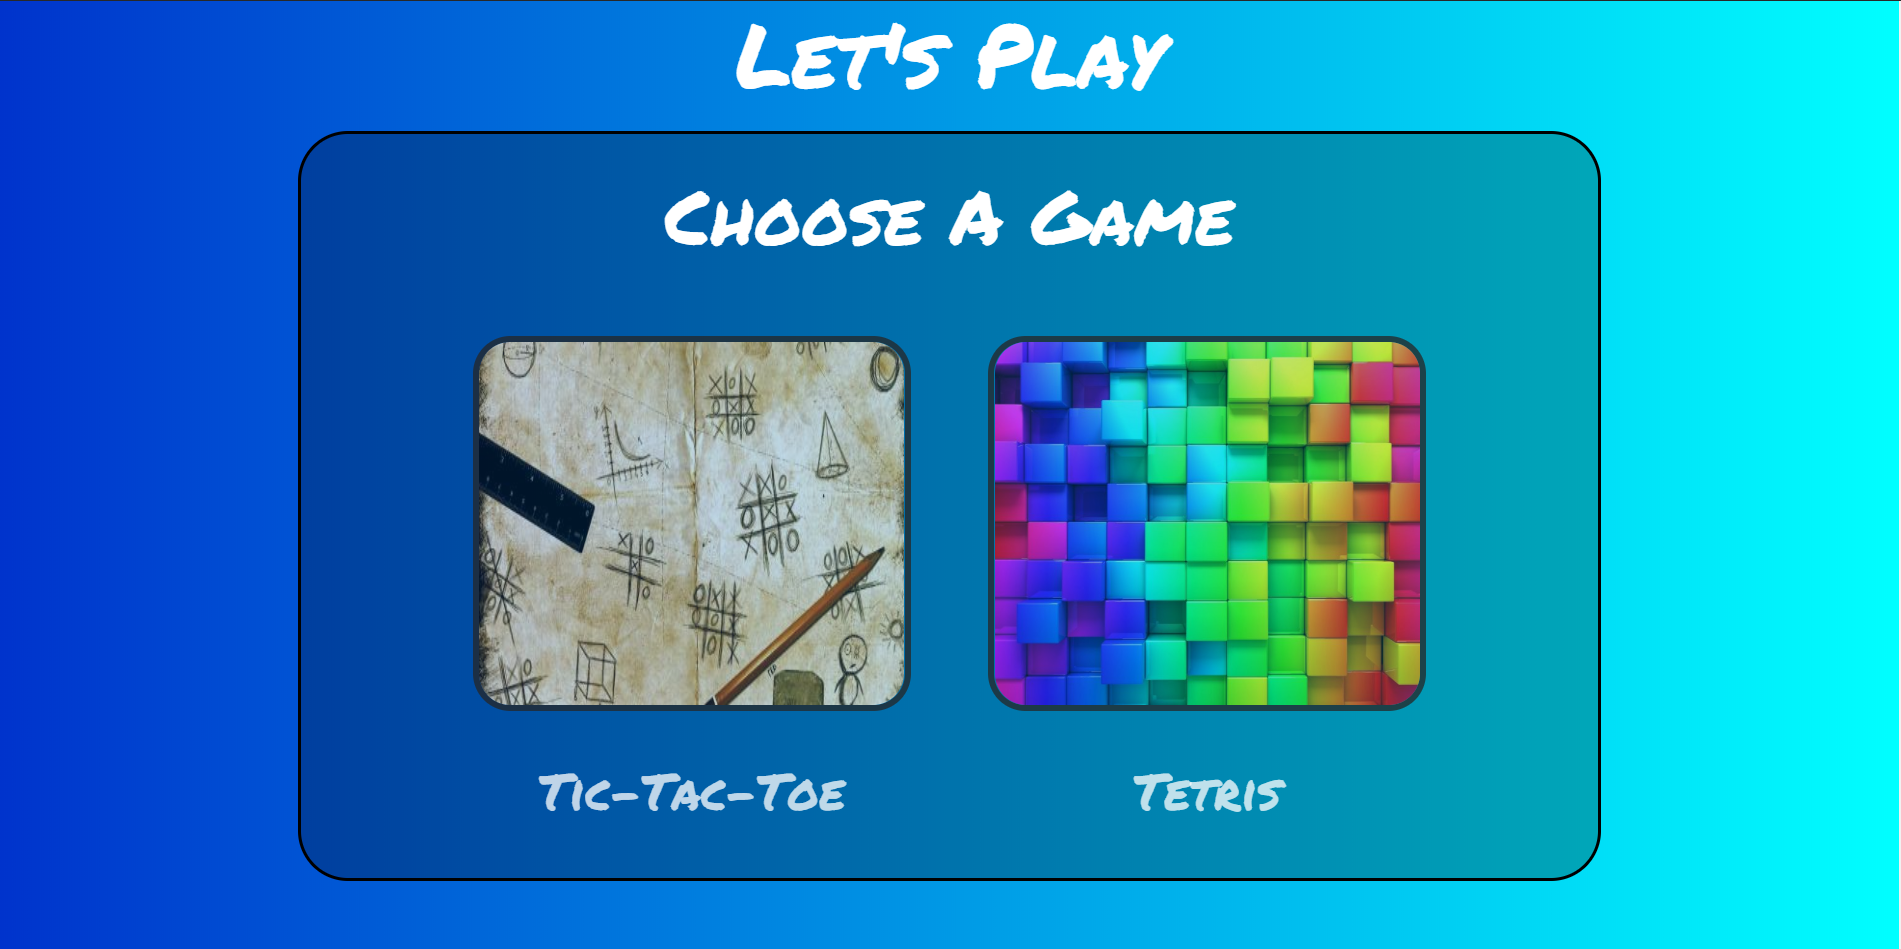 Let's Play
Choose A Game
Tic-Tac-Toe
Tetris